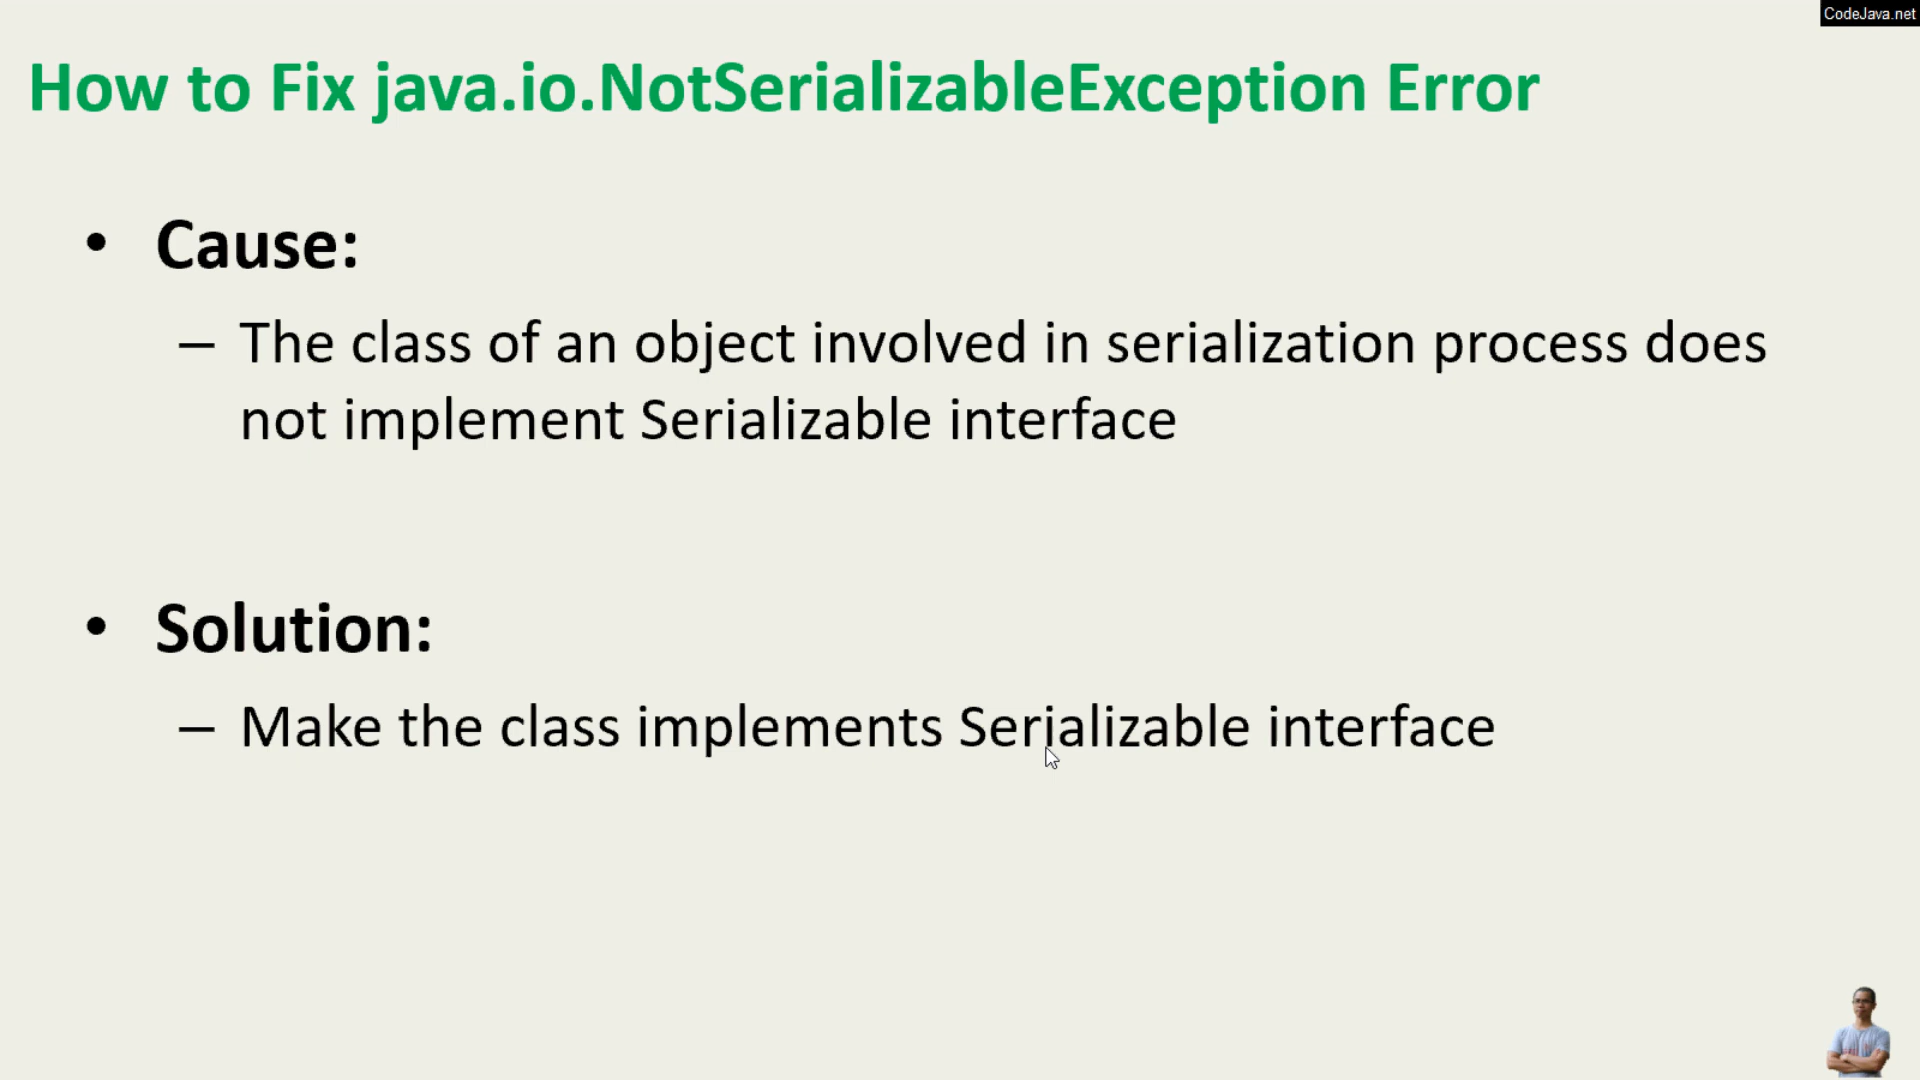 CodeJava.net
How to Fix java.io.NotSerializableException Error
• Cause:
– The class of an object involved in serialization process does
not implement Serializable interface
• Solution:
– Make the class implements Serializable interface